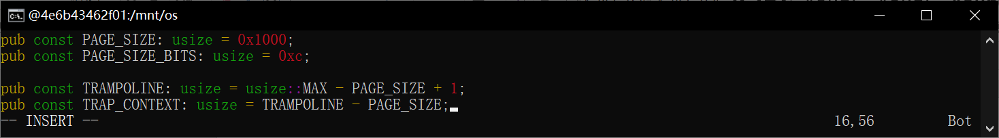 @4e6b43462f01:/mnt/os
pub const PAGE_SIZE: usize = 0x1000;
pub const PAGE_SIZE_BITS: usize = 0xc;
pub const TRAMPOLINE: usize = usize::MAX - PAGE_SIZE + 1;
pub const TRAP_CONTEXT: usize = TRAMPOLINE - PAGE_SIZE;
-- INSERT -- 16,56 Bot